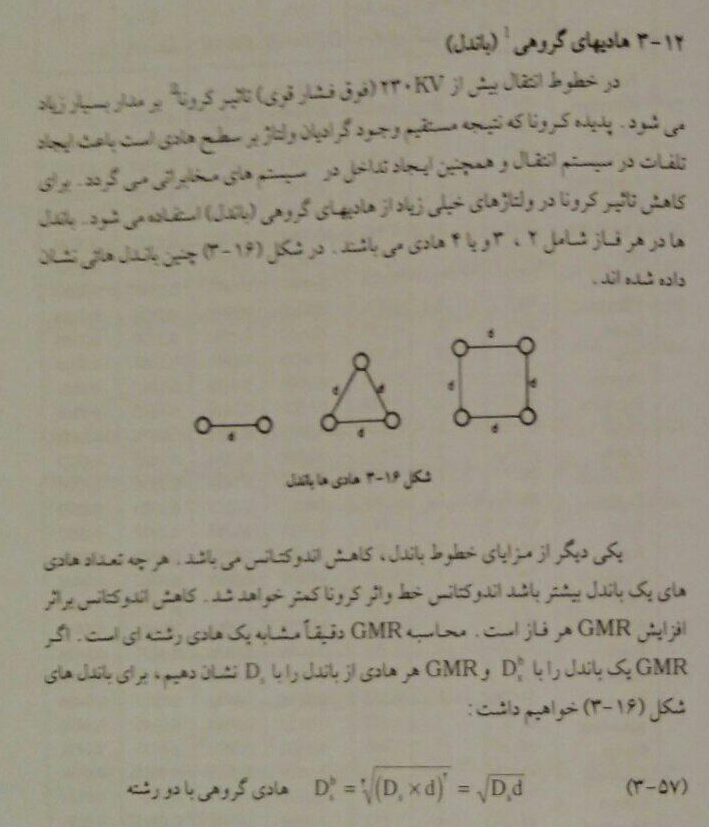 ۳-۱۲ هادیهای گروهی ۱ (باندل)
در خطوط انتقال بیش از ۲۳۰KV (فوق فشار قوی) تاثیر کرونا بر مدار بسیار زیاد
می شود . پدیده کرونا که نتیجه مستقیم وجود گرادیان ولتاژ بر سطح هادی است باعث ایجاد
تلفات در سیستم انتقال و همچنین ایجاد تداخل در سیستم های مخابراتی می گردد . برای
کاهش تاثیر کرونا در ولتاژهای خیلی زیاد از هادیهای گروهی (باندل) استفاده می شود . باندل
ها در هر فاز شامل ۲ ، ۳ و یا ۴ هادی می باشند . در شکل (۱۶-۳) چنین باندل هائی نشان
داده شده اند .
d
d d d d
d d d
شکل ۱۶-۳ هادی ها باندل
یکی دیگر از مزایای خطوط باندل ، کاهش اندوکتانس می باشد . هر چه تعداد هادی
های یک باندل بیشتر باشد اندوکتانس خط واثر کرونا کمتر خواهد شد . کاهش اندوکتانس براثر
افزایش GMR هر فاز است . محاسبه GMR دقیقاً مشابه یک هادی رشته ای است . اگر
GMR یک باندل را با D_s^b و GMR هر هادی از باندل را با D_s نشان دهیم ، برای باندل های
شکل (۱۶-۳) خواهیم داشت :
(۳-۵۷) D_s^b = ⁴√(D_s × d)^۲ = √D_s d هادی گروهی با دو رشته